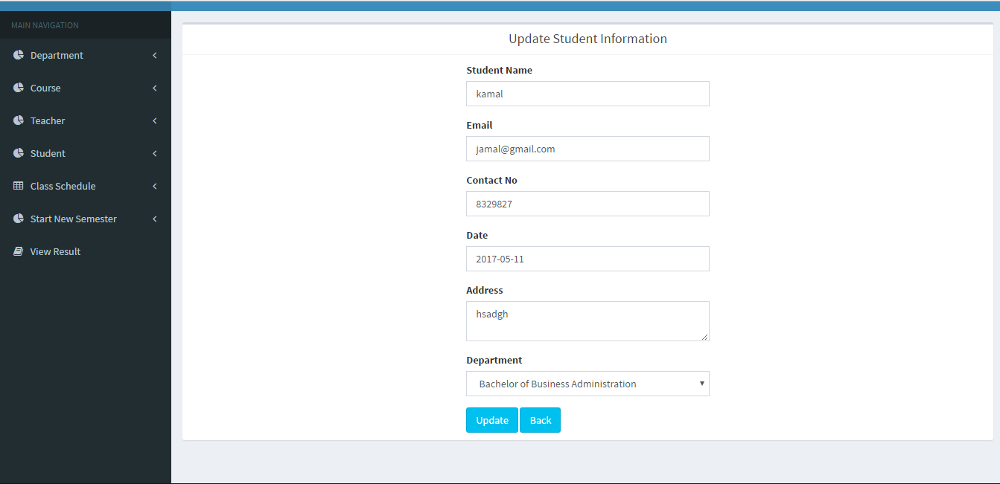 MAIN NAVIGATION
Department
Course
Teacher
Student
Class Schedule
Start New Semester
View Result
Update Student Information
Student Name
kamal
Email
jamal@gmail.com
Contact No
8329827
Date
2017-05-11
Address
hsadgh
Department
Bachelor of Business Administration
Update Back